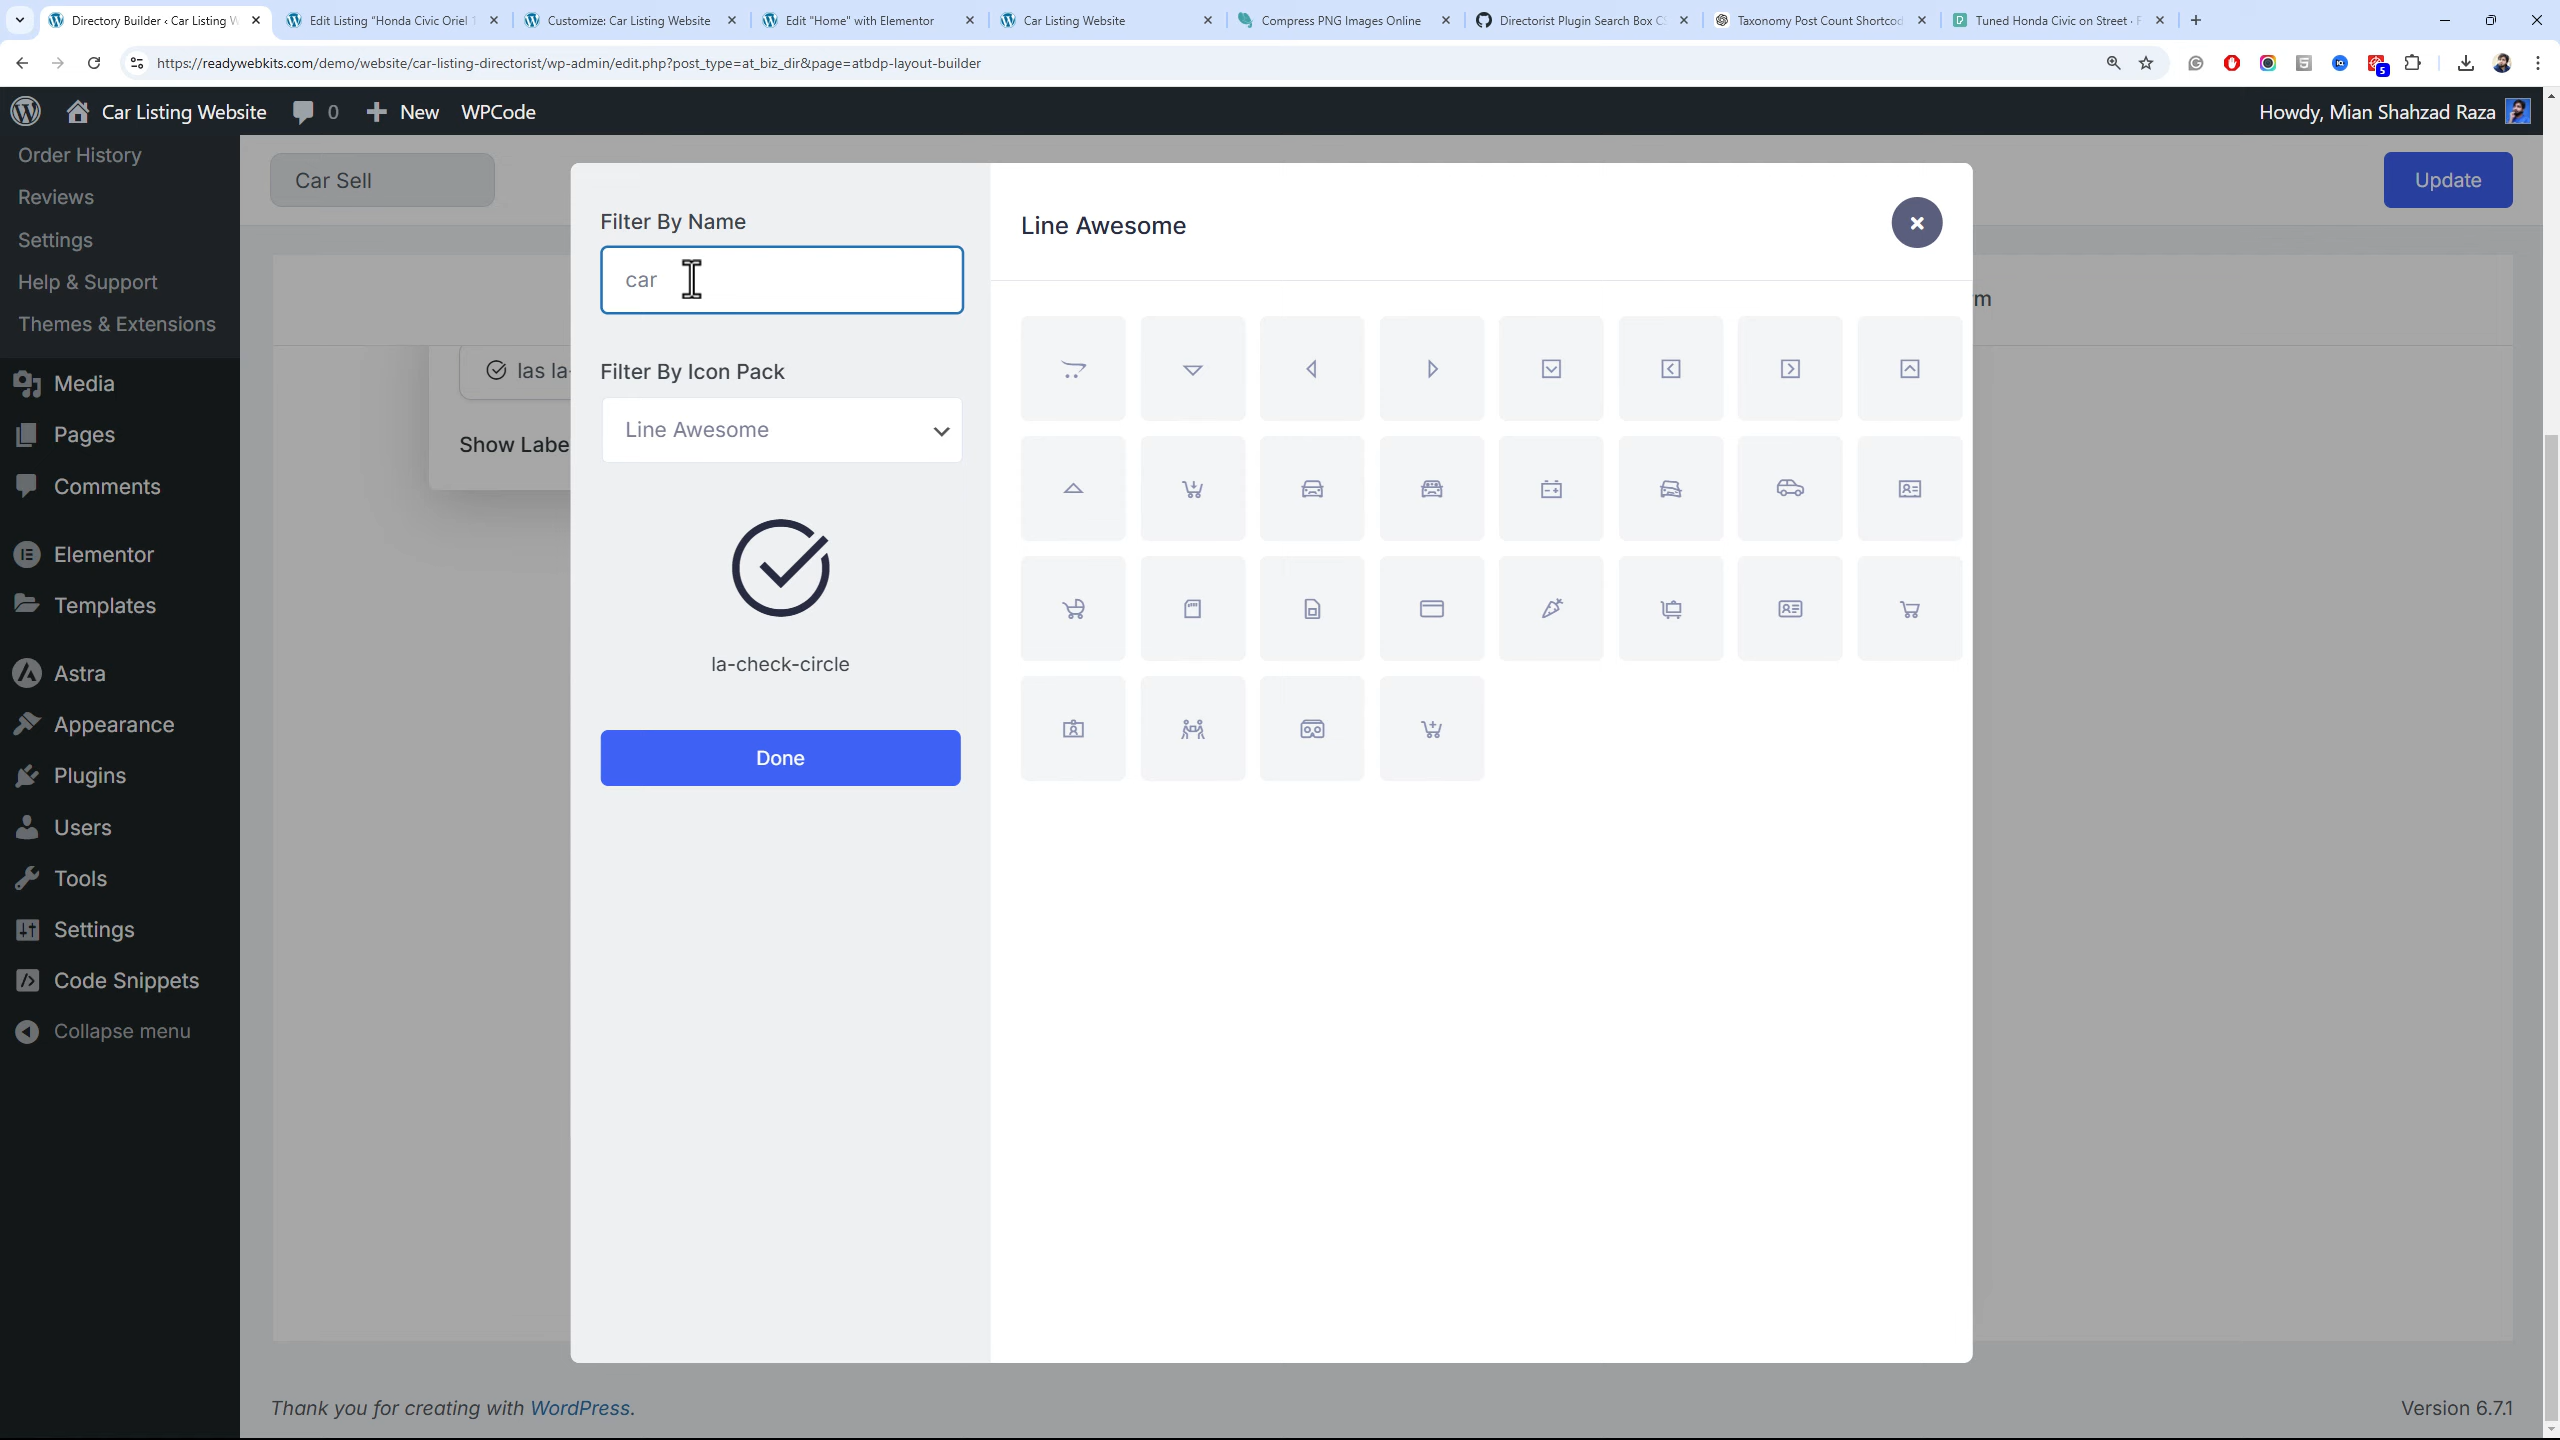 Directory Builder ‹ Car Listing W
Edit Listing "Honda Civic Oriel 1
Customize: Car Listing Website
Edit "Home" with Elementor
Car Listing Website
Compress PNG Images Online
Directorist Plugin Search Box CS
Taxonomy Post Count Shortcod
Tuned Honda Civic on Street · F
https://readywebkits.com/demo/website/car-listing-directorist/wp-admin/edit.php?post_type=at_biz_dir&page=atbdp-layout-builder
5
Car Listing Website
0
New
WPCode
Howdy, Mian Shahzad Raza
Order History
Reviews
Settings
Help & Support
Themes & Extensions
Media
Pages
Comments
Elementor
Templates
Astra
Appearance
Plugins
Users
Tools
Settings
Code Snippets
Collapse menu
Car Sell
Update
m
las la-
Show Labe
Filter By Name
car
Filter By Icon Pack
Line Awesome
la-check-circle
Done
Line Awesome
Thank you for creating with WordPress.
Version 6.7.1